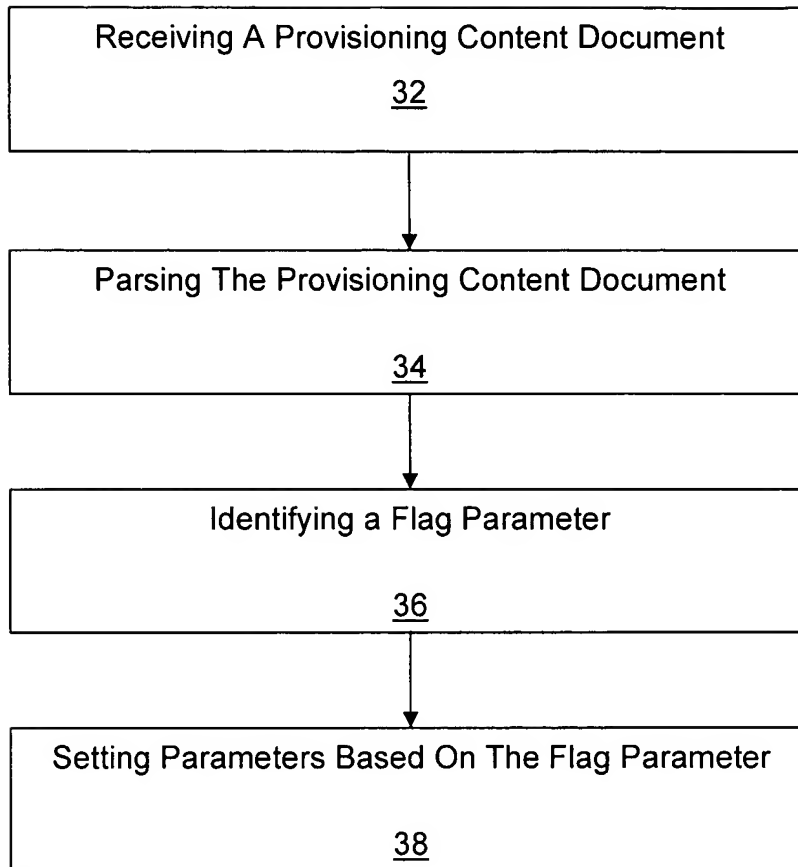 Receiving A Provisioning Content Document
32
Parsing The Provisioning Content Document
34
Identifying a Flag Parameter
36
Setting Parameters Based On The Flag Parameter
38